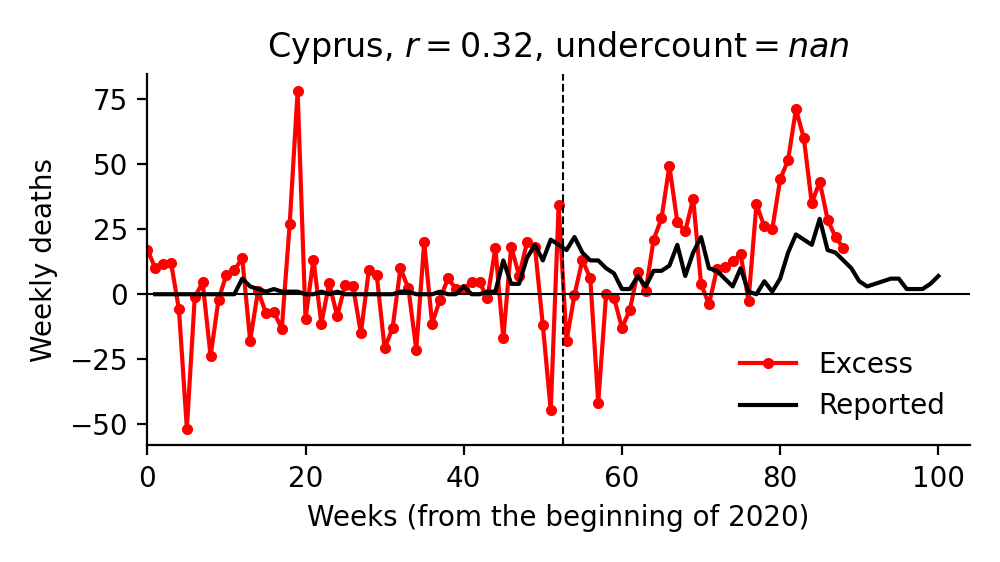 Cyprus, r = 0.32, undercount = nan
Weekly deaths
75
50
25
0
−25
−50
Excess
Reported
0 20 40 60 80 100
Weeks (from the beginning of 2020)